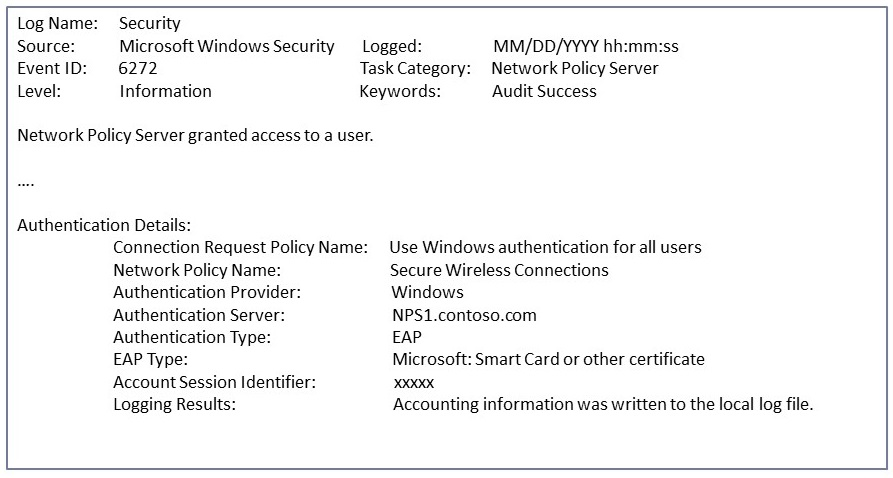 Log Name: Security
Source: Microsoft Windows Security Logged: MM/DD/YYYY hh:mm:ss
Event ID: 6272 Task Category: Network Policy Server
Level: Information Keywords: Audit Success
Network Policy Server granted access to a user.
....
Authentication Details:
Connection Request Policy Name: Use Windows authentication for all users
Network Policy Name: Secure Wireless Connections
Authentication Provider: Windows
Authentication Server: NPS1.contoso.com
Authentication Type: EAP
EAP Type: Microsoft: Smart Card or other certificate
Account Session Identifier: xxxxx
Logging Results: Accounting information was written to the local log file.